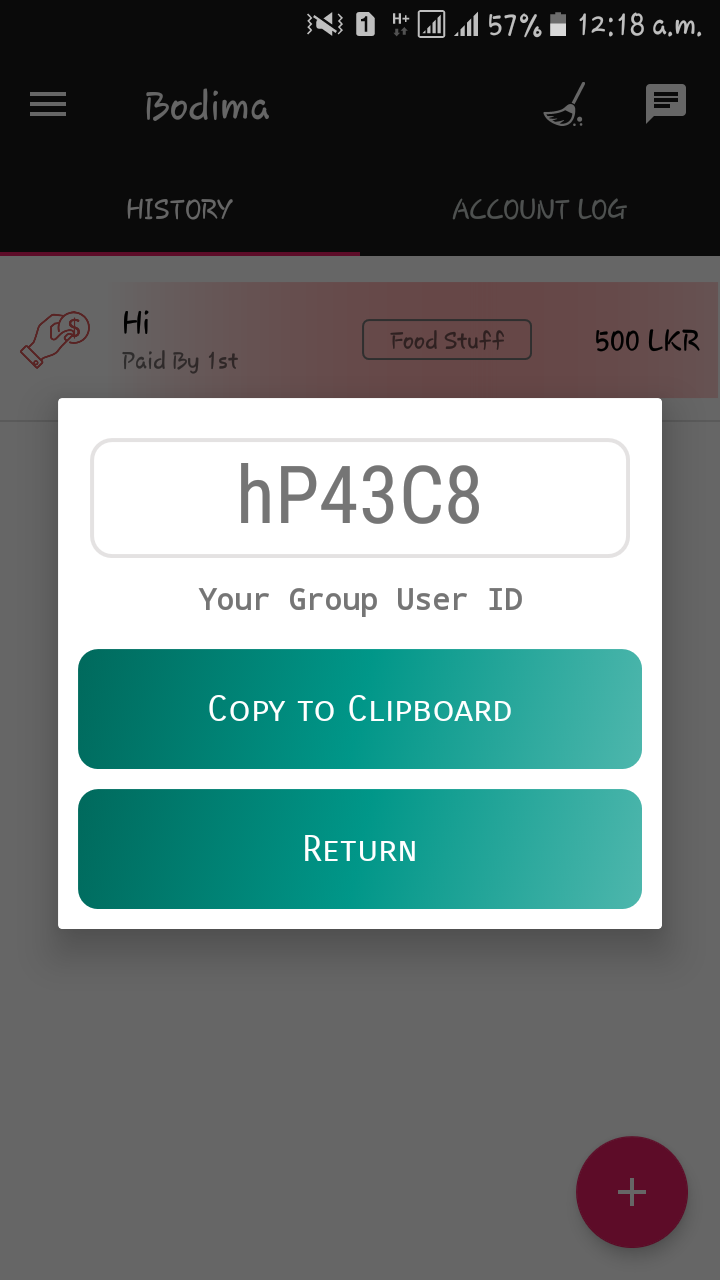 1 H+ 57% 12:18 a.m.
Bodima
HISTORY ACCOUNT LOG
Hi
Food Stuff 500 LKR
Paid By 1st
hP43C8
Your Group User ID
Copy to Clipboard
Return
+